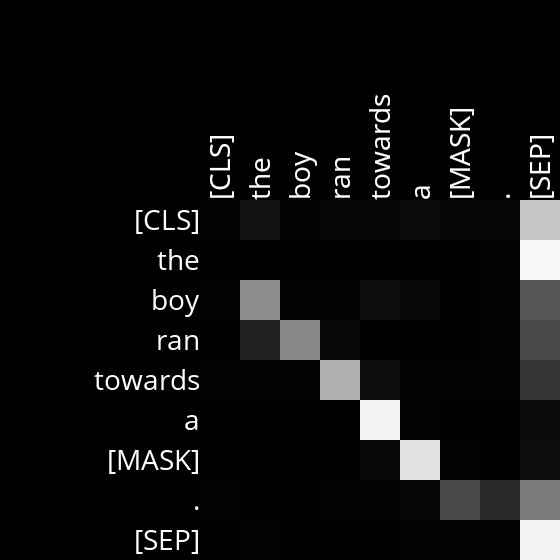 [CLS] the boy ran towards a [MASK] . [SEP]
[CLS]
the
boy
ran
towards
a
[MASK]
.
[SEP]